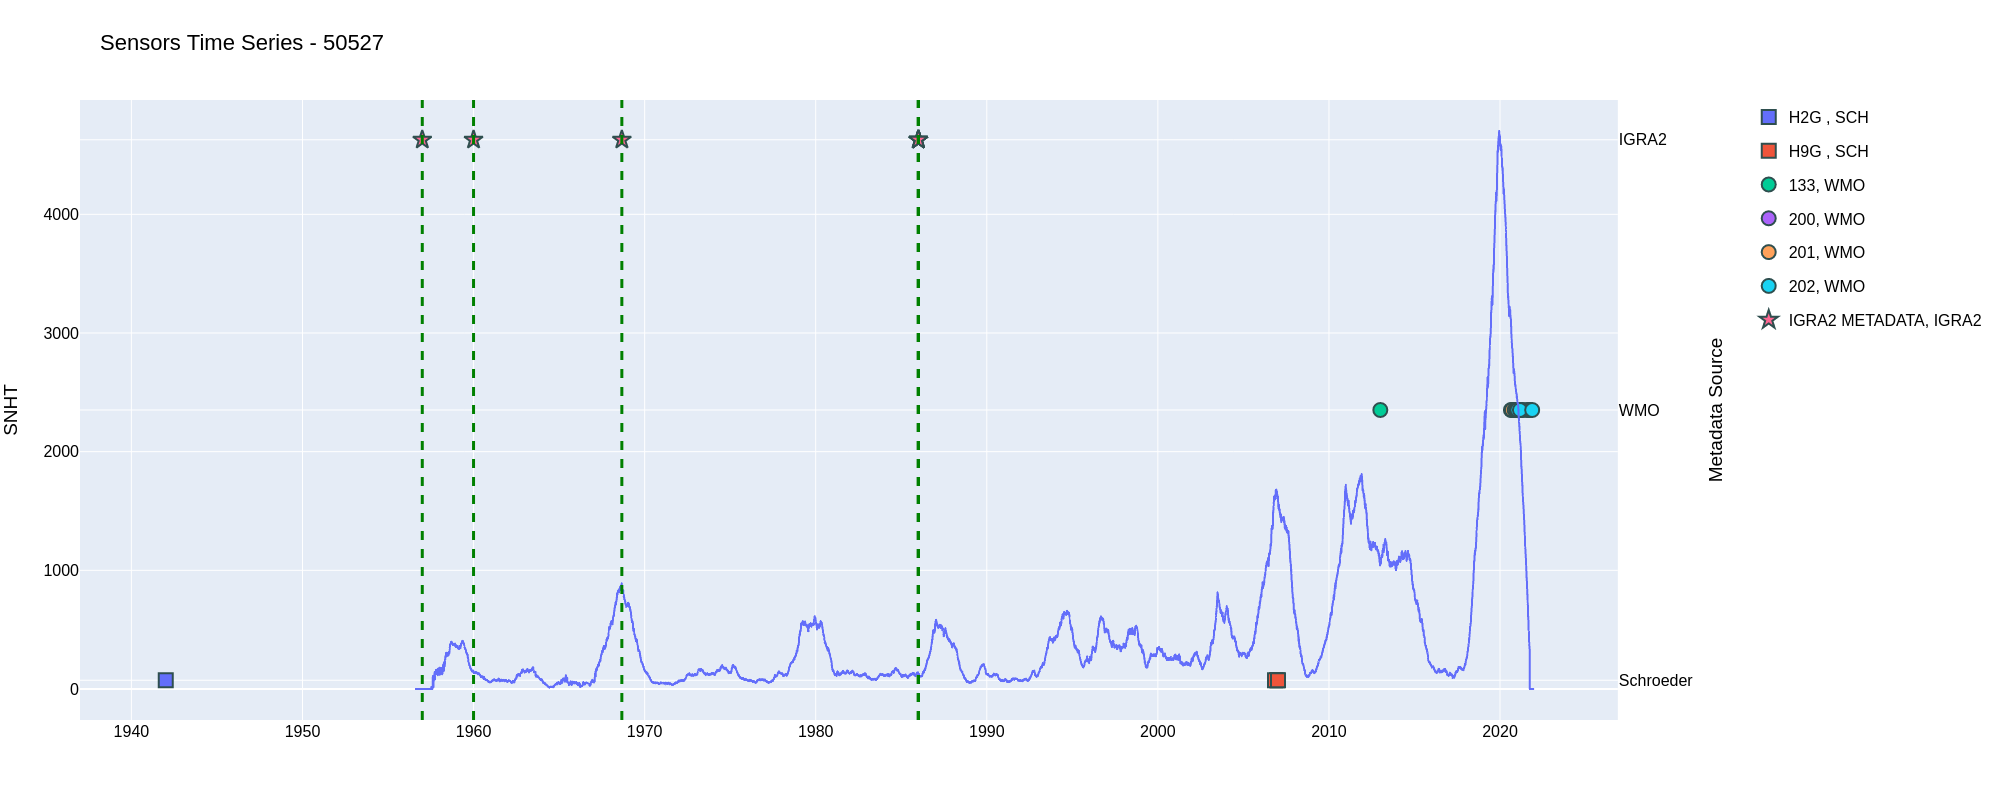 Sensors Time Series - 50527
SNHT
4000
3000
2000
1000
0
1940
1950
1960
1970
1980
1990
2000
2010
2020
IGRA2
WMO
Schroeder
Metadata Source
H2G , SCH
H9G , SCH
133, WMO
200, WMO
201, WMO
202, WMO
IGRA2 METADATA, IGRA2